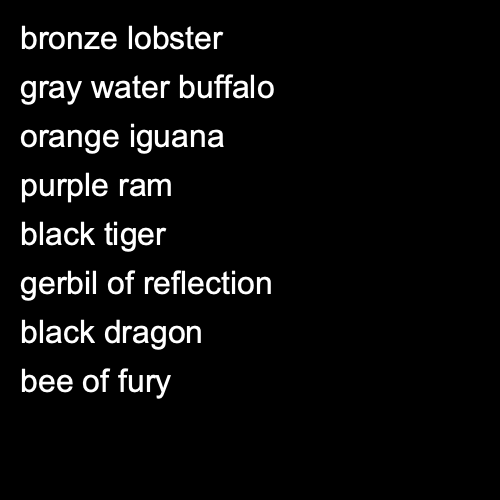 bronze lobster
gray water buffalo
orange iguana
purple ram
black tiger
gerbil of reflection
black dragon
bee of fury